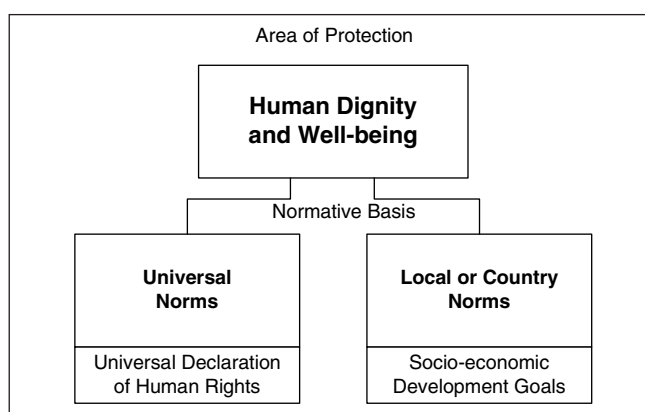 Area of Protection
Human Dignity
and Well-being
Normative Basis
Universal
Norms
Universal Declaration
of Human Rights
Local or Country
Norms
Socio-economic
Development Goals